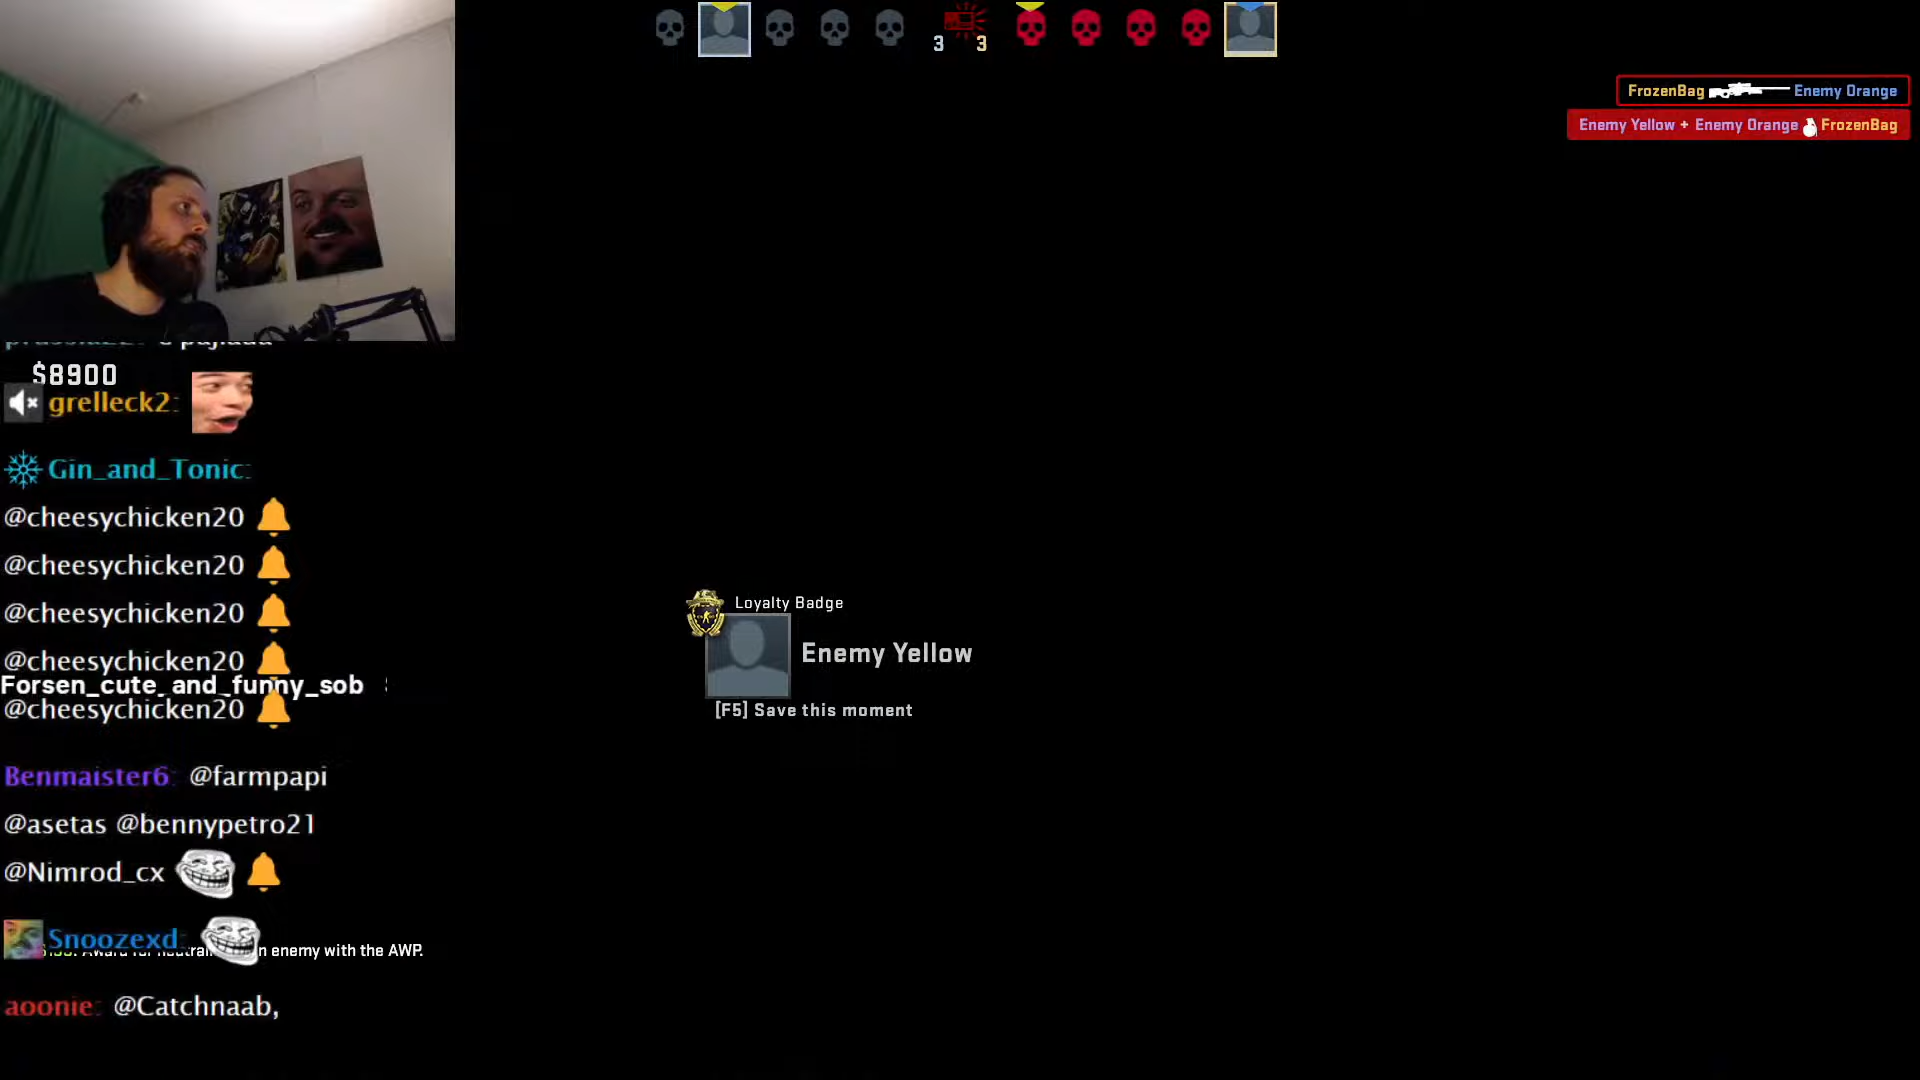 3 3
FrozenBag Enemy Orange
Enemy Yellow + Enemy Orange FrozenBag
$8900
grelleck2:
Gin_and_Tonic:
@cheesychicken20
@cheesychicken20
@cheesychicken20
@cheesychicken20
Forsen_cute_and_funny_sob
@cheesychicken20
Loyalty Badge
Enemy Yellow
[F5] Save this moment
Benmaister6: @farmpapi
@asetas @bennypetro21
@Nimrod_cx
Snoozexd:
enemy with the AWP.
aoonie: @Catchnaab,